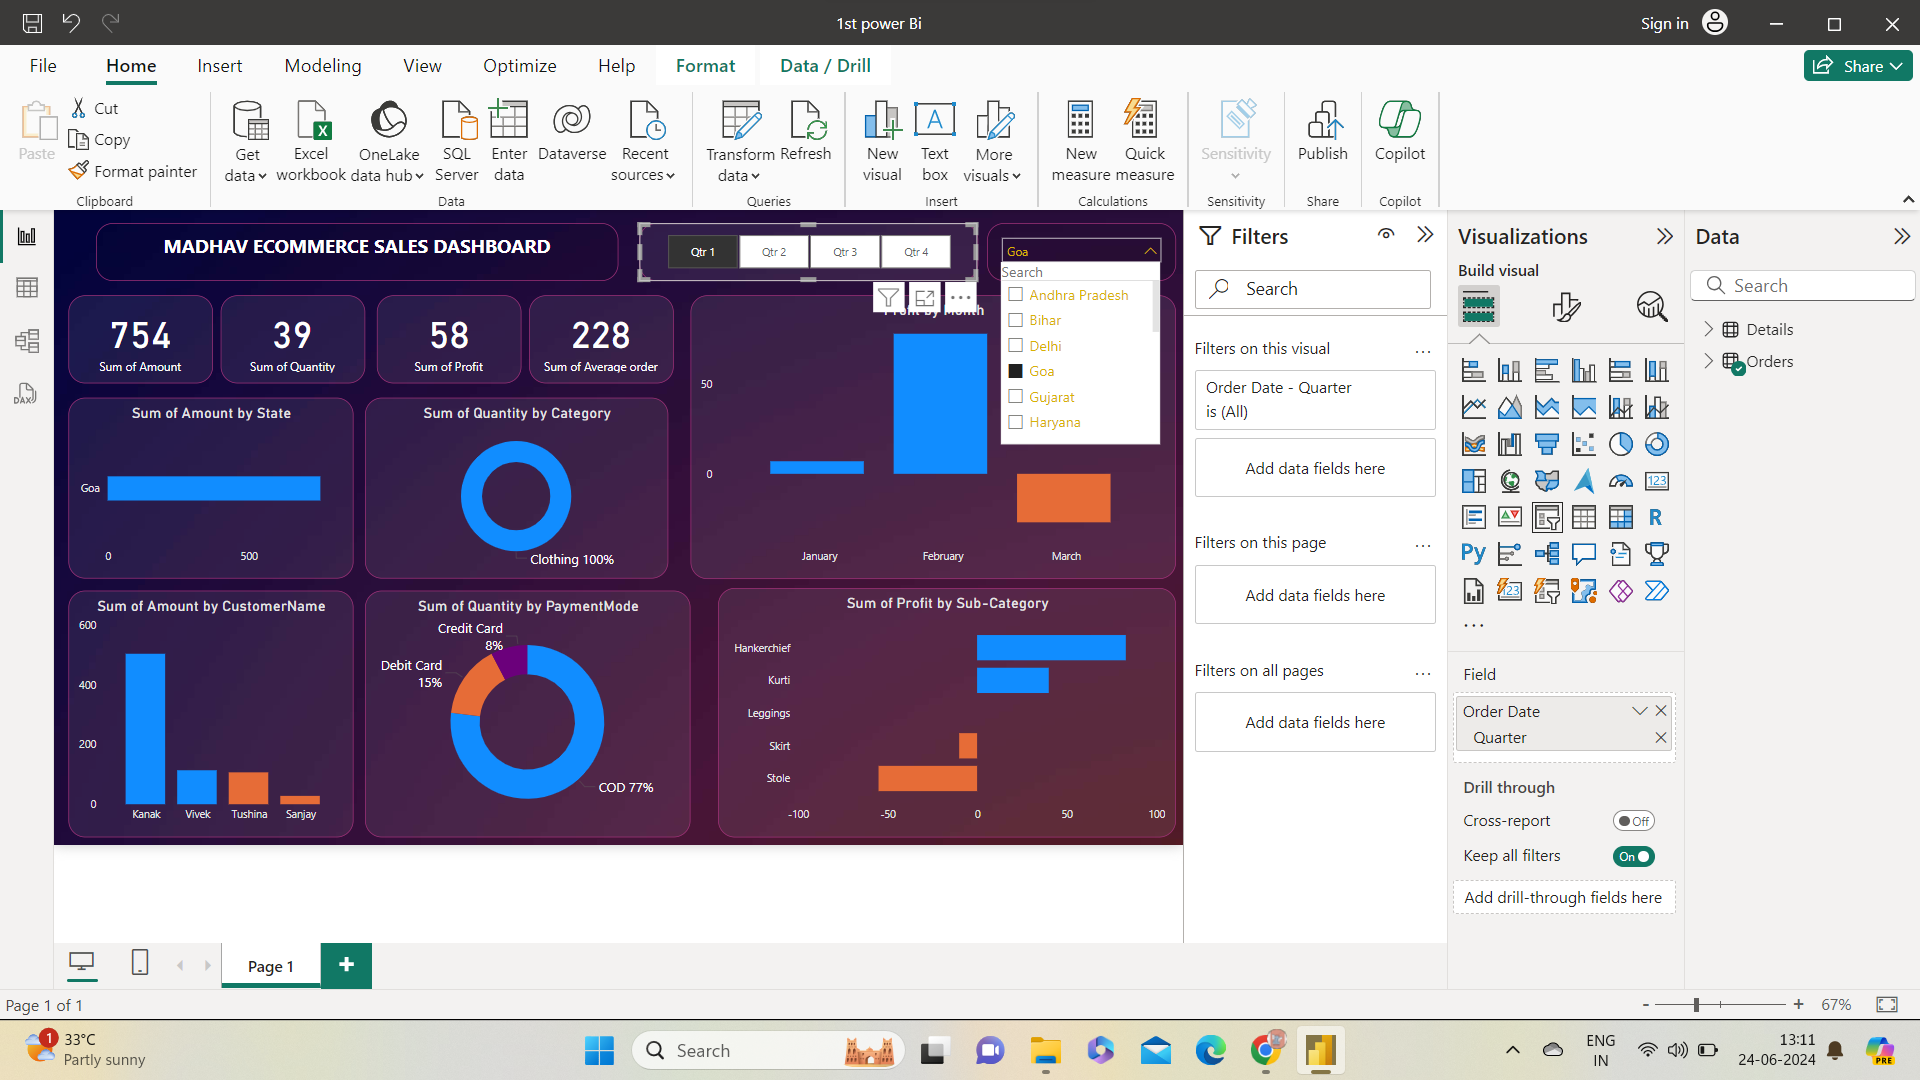 1st power Bi
Sign in
File Home Insert Modeling View Optimize Help Format Data / Drill
Share
Paste
Cut
Copy
Format painter
Clipboard
Get data
Excel workbook
OneLake data hub
SQL Server
Enter data
Dataverse
Recent sources
Data
Transform data
Refresh
Queries
New visual
Text box
More visuals
Insert
New measure
Quick measure
Calculations
Sensitivity
Sensitivity
Publish
Share
Copilot
Copilot
DAX
MADHAV ECOMMERCE SALES DASHBOARD
Qtr 1 Qtr 2 Qtr 3 Qtr 4
Goa
Search
Andhra Pradesh
Bihar
Delhi
Goa
Gujarat
Haryana
754
Sum of Amount
39
Sum of Quantity
58
Sum of Profit
228
Sum of Average order
Profit by Month
50
0
January February March
Sum of Amount by State
Goa
0 500
Sum of Quantity by Category
Clothing 100%
Sum of Amount by CustomerName
600
400
200
0
Kanak Vivek Tushina Sanjay
Sum of Quantity by PaymentMode
Credit Card
8%
Debit Card
15%
COD 77%
Sum of Profit by Sub-Category
Hankerchief
Kurti
Leggings
Skirt
Stole
-100 -50 0 50 100
Filters
Search
Filters on this visual
Order Date - Quarter
is (All)
Add data fields here
Filters on this page
Add data fields here
Filters on all pages
Add data fields here
Visualizations
Build visual
123
R
Py
123
Field
Order Date
Quarter
Drill through
Cross-report
Off
Keep all filters
On
Add drill-through fields here
Data
Search
Details
Orders
Page 1
Page 1 of 1
- + 67%
1
33°C
Partly sunny
Search
ENG
IN
13:11
24-06-2024
PRE